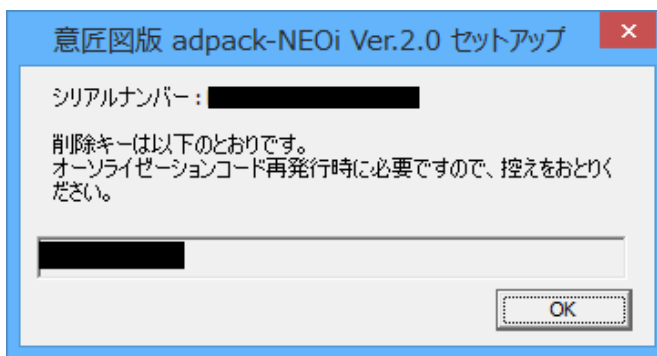 意匠図版 adpack-NEOi Ver.2.0 セットアップ
シリアルナンバー：
削除キーは以下のとおりです。
オーソライゼーションコード再発行時に必要ですので、控えをおとりく
ださい。
OK